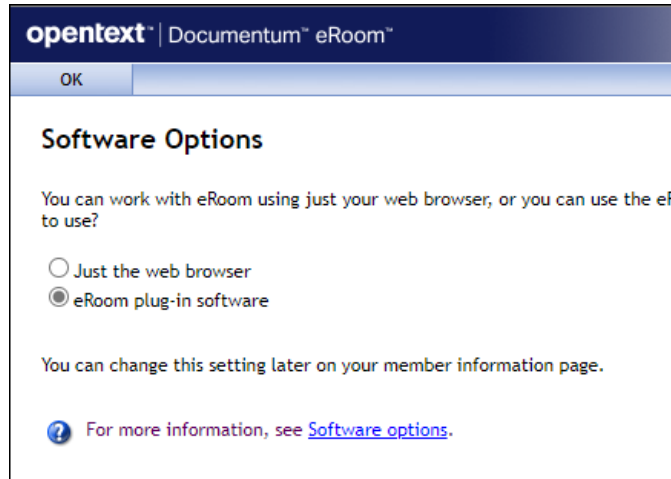 opentext™ | Documentum™ eRoom™
OK
Software Options
You can work with eRoom using just your web browser, or you can use the eR
to use?
Just the web browser
eRoom plug-in software
You can change this setting later on your member information page.
For more information, see Software options.